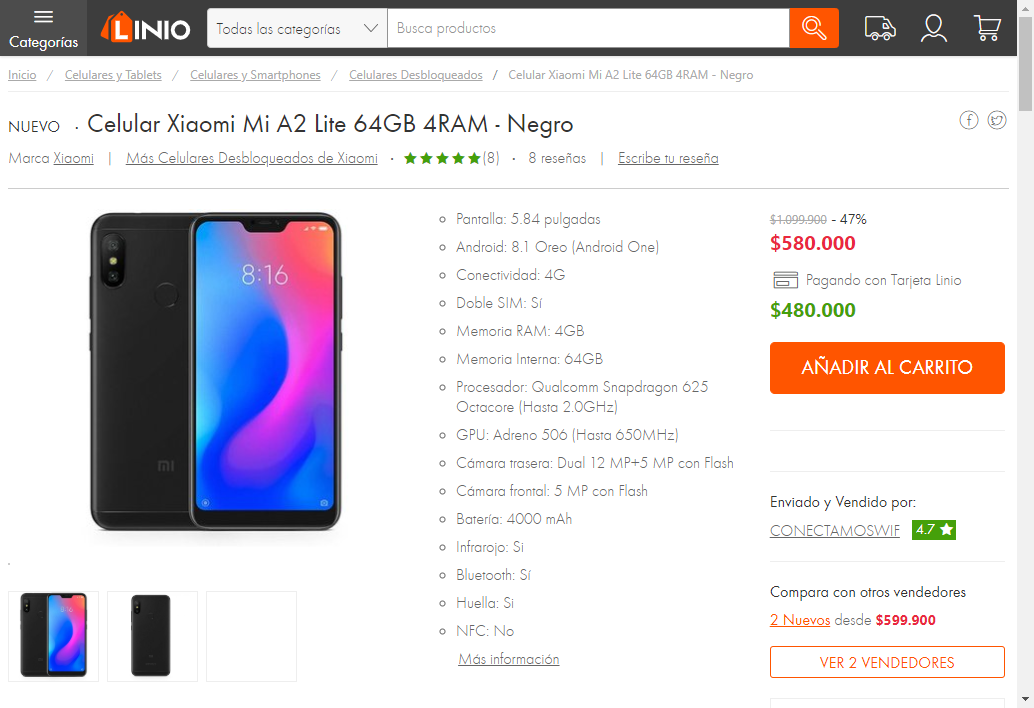 Categorías
LINIO
Todas las categorías
Busca productos
Inicio / Celulares y Tablets / Celulares y Smartphones / Celulares Desbloqueados / Celular Xiaomi Mi A2 Lite 64GB 4RAM - Negro
NUEVO · Celular Xiaomi Mi A2 Lite 64GB 4RAM - Negro
Marca Xiaomi | Más Celulares Desbloqueados de Xiaomi · ★★★★★(8) · 8 reseñas | Escribe tu reseña
8:16
mi
Pantalla: 5.84 pulgadas
Android: 8.1 Oreo (Android One)
Conectividad: 4G
Doble SIM: Sí
Memoria RAM: 4GB
Memoria Interna: 64GB
Procesador: Qualcomm Snapdragon 625
Octacore (Hasta 2.0GHz)
GPU: Adreno 506 (Hasta 650MHz)
Cámara trasera: Dual 12 MP+5 MP con Flash
Cámara frontal: 5 MP con Flash
Batería: 4000 mAh
Infrarojo: Si
Bluetooth: Sí
Huella: Si
NFC: No
Más información
$1.099.900 - 47%
$580.000
Pagando con Tarjeta Linio
$480.000
AÑADIR AL CARRITO
Enviado y Vendido por:
CONECTAMOSWIF 4.7 ★
Compara con otros vendedores
2 Nuevos desde $599.900
VER 2 VENDEDORES